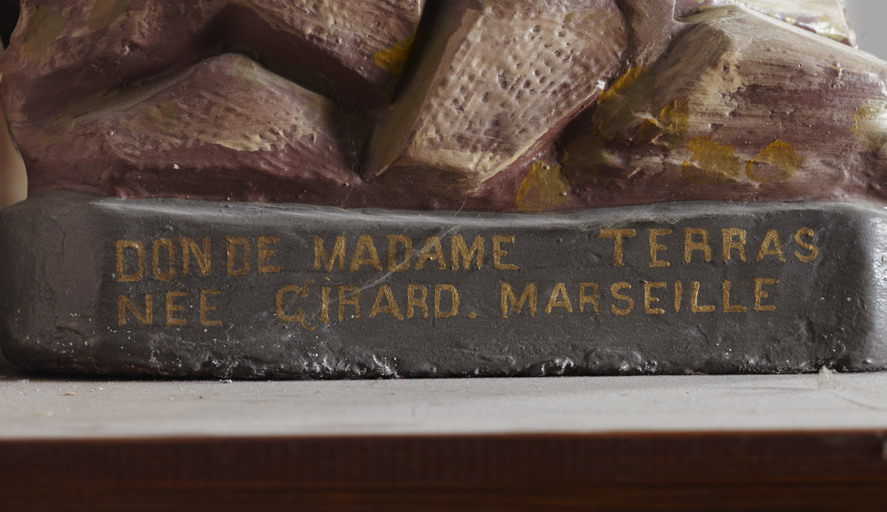 DON DE MADAME TERRAS
NEE GIRARD. MARSEILLE